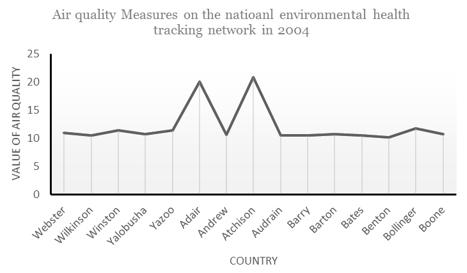 Air quality Measures on the natioanl environmental health
tracking network in 2004
VALUE OF AIR QUALITY
25
20
15
10
5
0
Webster
Wilkinson
Winston
Yalobusha
Yazoo
Adair
Andrew
Atchison
Audrain
Barry
Barton
Bates
Benton
Bollinger
Boone
COUNTRY